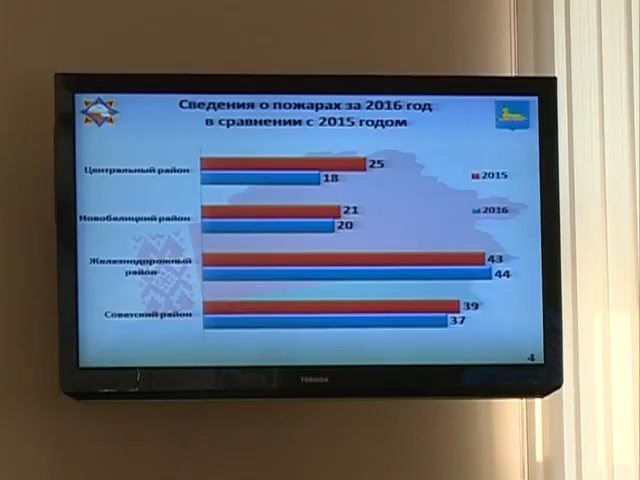 Сведения о пожарах за 2016 год
в сравнении с 2015 годом
Центральный район
25
18
2015
Новобелицкий район
21
20
2016
Железнодорожный
район
43
44
Советский район
39
37
4
TOSHIBA